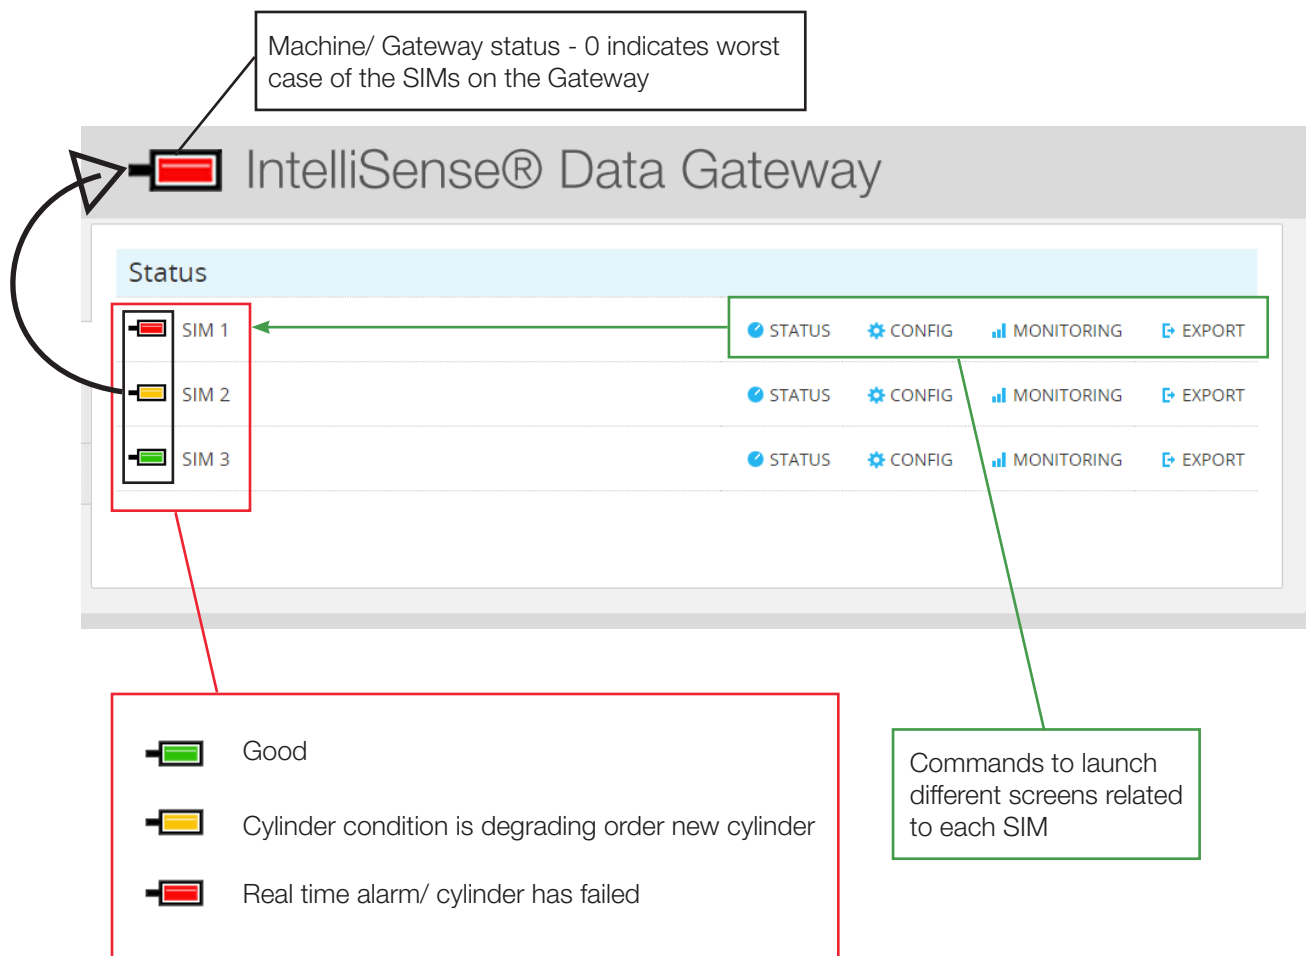 Machine/ Gateway status - 0 indicates worst
case of the SIMs on the Gateway
IntelliSense® Data Gateway
Status
SIM 1 STATUS CONFIG MONITORING EXPORT
SIM 2 STATUS CONFIG MONITORING EXPORT
SIM 3 STATUS CONFIG MONITORING EXPORT
Good
Cylinder condition is degrading order new cylinder
Real time alarm/ cylinder has failed
Commands to launch
different screens related
to each SIM